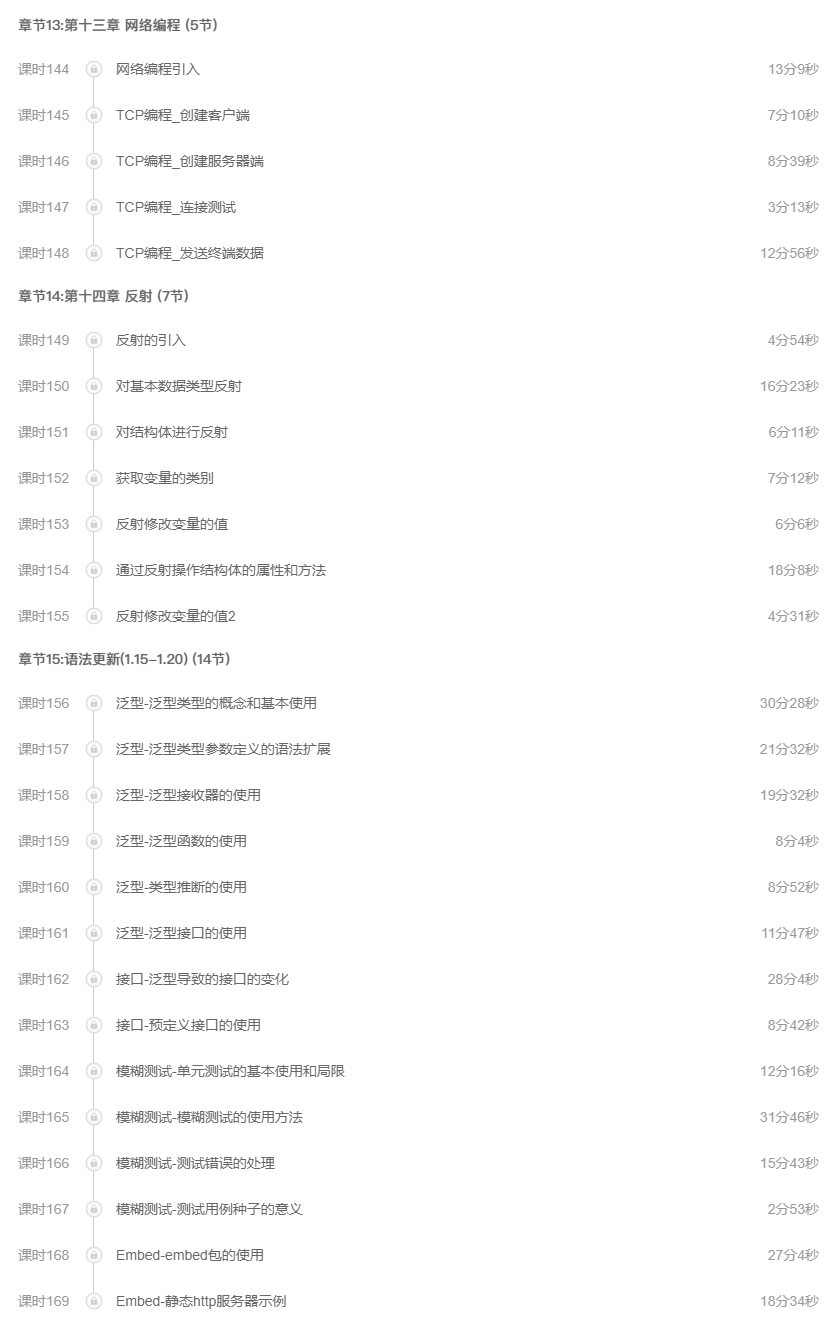 章节13:第十三章 网络编程 (5节)
课时144 网络编程引入 13分9秒
课时145 TCP编程_创建客户端 7分10秒
课时146 TCP编程_创建服务器端 8分39秒
课时147 TCP编程_连接测试 3分13秒
课时148 TCP编程_发送终端数据 12分56秒
章节14:第十四章 反射 (7节)
课时149 反射的引入 4分54秒
课时150 对基本数据类型反射 16分23秒
课时151 对结构体进行反射 6分11秒
课时152 获取变量的类别 7分12秒
课时153 反射修改变量的值 6分6秒
课时154 通过反射操作结构体的属性和方法 18分8秒
课时155 反射修改变量的值2 4分31秒
章节15:语法更新(1.15–1.20) (14节)
课时156 泛型-泛型类型的概念和基本使用 30分28秒
课时157 泛型-泛型类型参数定义的语法扩展 21分32秒
课时158 泛型-泛型接收器的使用 19分32秒
课时159 泛型-泛型函数的使用 8分4秒
课时160 泛型-类型推断的使用 8分52秒
课时161 泛型-泛型接口的使用 11分47秒
课时162 接口-泛型导致的接口的变化 28分4秒
课时163 接口-预定义接口的使用 8分42秒
课时164 模糊测试-单元测试的基本使用和局限 12分16秒
课时165 模糊测试-模糊测试的使用方法 31分46秒
课时166 模糊测试-测试错误的处理 15分43秒
课时167 模糊测试-测试用例种子的意义 2分53秒
课时168 Embed-embed包的使用 27分4秒
课时169 Embed-静态http服务器示例 18分34秒